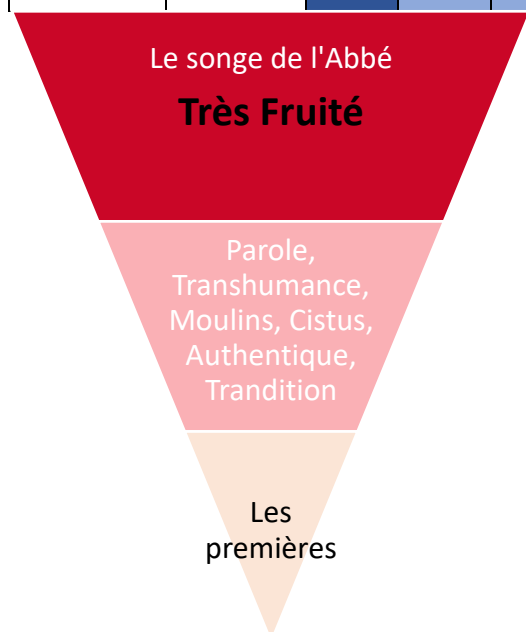 Le songe de l'Abbé
Très Fruité
Parole,
Transhumance,
Moulins, Cistus,
Authentique,
Trandition
Les
premières